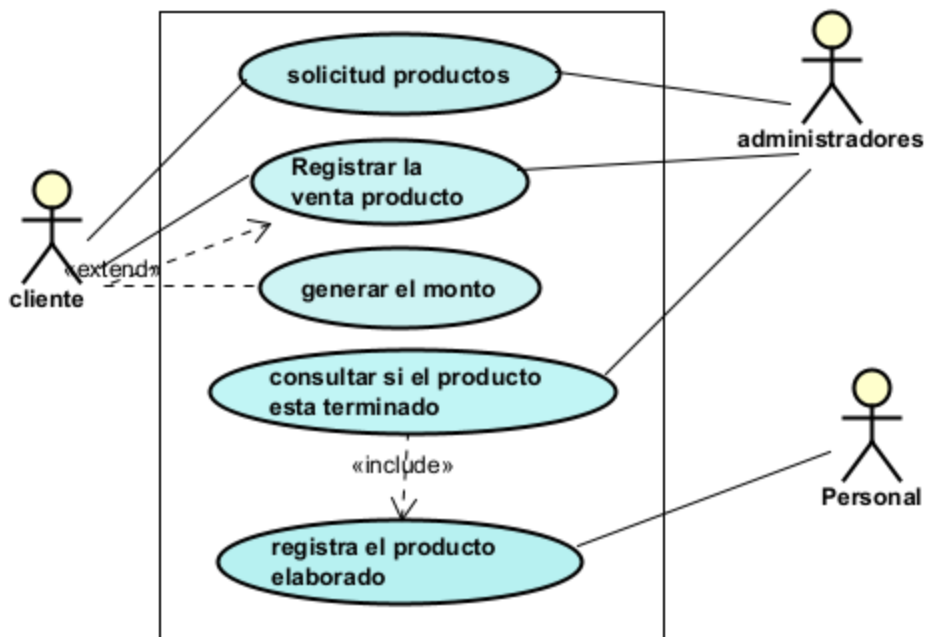 solicitud productos
administradores
Registrar la
venta producto
«extend»
cliente
generar el monto
consultar si el producto
esta terminado
«include»
Personal
registra el producto
elaborado